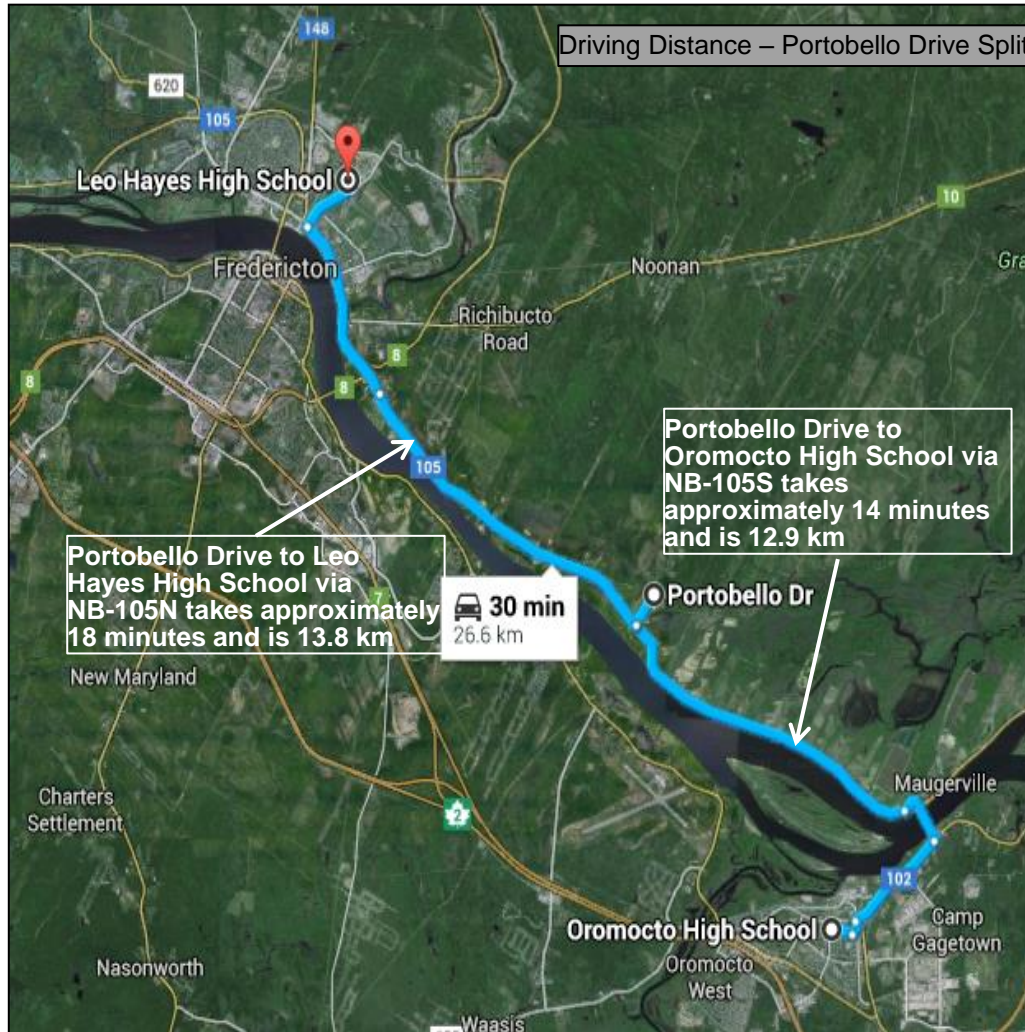 Driving Distance – Portobello Drive Split
148
620
105
Leo Hayes High School
10
Fredericton
Noonan
Gra
Richibucto
Road
8
8
8
105
Portobello Drive to
Oromocto High School via
NB-105S takes
approximately 14 minutes
and is 12.9 km
Portobello Drive to Leo
Hayes High School via
NB-105N takes approximately
18 minutes and is 13.8 km
7
30 min
26.6 km
Portobello Dr
New Maryland
Charters
Settlement
2
Maugerville
102
Oromocto High School
Camp
Gagetown
Oromocto
West
Nasonworth
Waasis